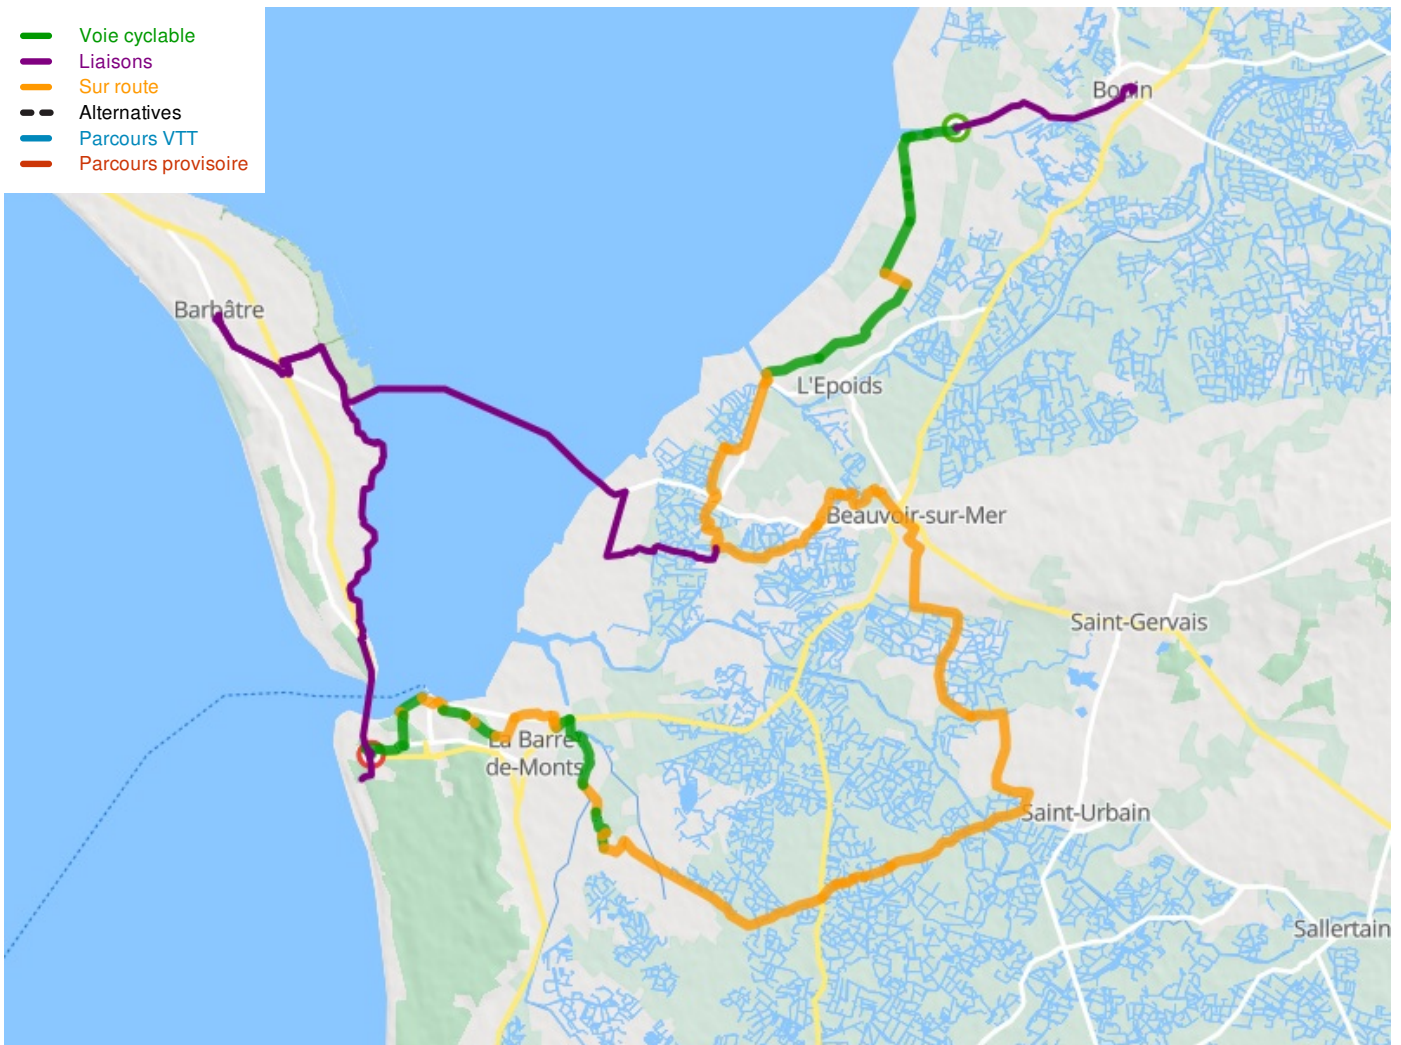 Voie cyclable
Liaisons
Sur route
Alternatives
Parcours VTT
Parcours provisoire
Bouin
Barbâtre
L'Epoids
Beauvoir-sur-Mer
Saint-Gervais
La Barre-
de-Monts
Saint-Urbain
Sallertain